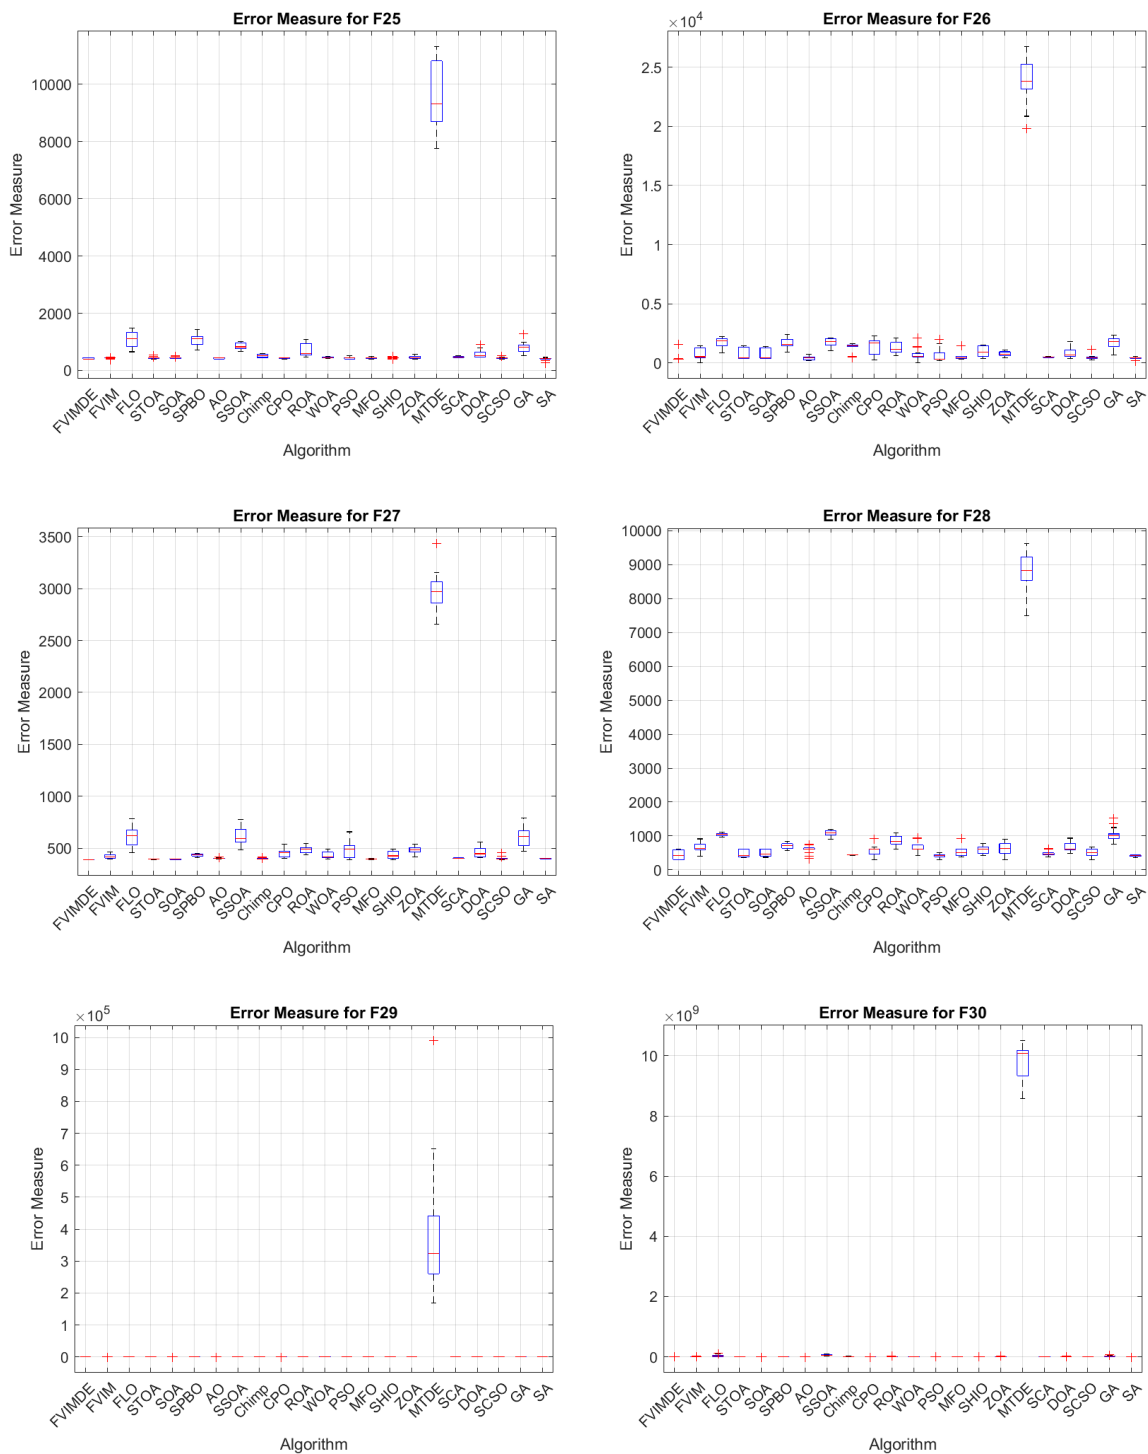 Error Measure for F25
10000
8000
6000
4000
2000
0
Error Measure
FVIMDE FVIM FLO STOA SOA SPBO AO SSOA Chimp CPO ROA WOA PSO MFO SHIO ZOA MTDE SCA DOA SCSO GA SA
Algorithm
Error Measure for F26
×10^4
2.5
2
1.5
1
0.5
0
Error Measure
FVIMDE FVIM FLO STOA SOA SPBO AO SSOA Chimp CPO ROA WOA PSO MFO SHIO ZOA MTDE SCA DOA SCSO GA SA
Algorithm
Error Measure for F27
3500
3000
2500
2000
1500
1000
500
Error Measure
FVIMDE FVIM FLO STOA SOA SPBO AO SSOA Chimp CPO ROA WOA PSO MFO SHIO ZOA MTDE SCA DOA SCSO GA SA
Algorithm
Error Measure for F28
10000
9000
8000
7000
6000
5000
4000
3000
2000
1000
0
Error Measure
FVIMDE FVIM FLO STOA SOA SPBO AO SSOA Chimp CPO ROA WOA PSO MFO SHIO ZOA MTDE SCA DOA SCSO GA SA
Algorithm
Error Measure for F29
×10^5
10
9
8
7
6
5
4
3
2
1
0
Error Measure
FVIMDE FVIM FLO STOA SOA SPBO AO SSOA Chimp CPO ROA WOA PSO MFO SHIO ZOA MTDE SCA DOA SCSO GA SA
Algorithm
Error Measure for F30
×10^9
10
8
6
4
2
0
Error Measure
FVIMDE FVIM FLO STOA SOA SPBO AO SSOA Chimp CPO ROA WOA PSO MFO SHIO ZOA MTDE SCA DOA SCSO GA SA
Algorithm